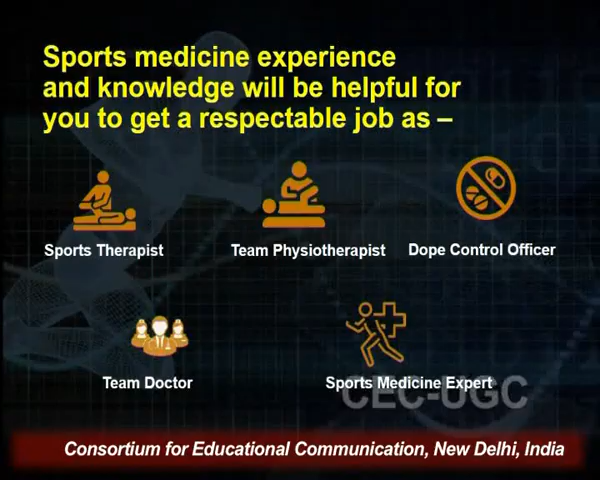 Sports medicine experience
and knowledge will be helpful for
you to get a respectable job as –
Sports Therapist
Team Physiotherapist
Dope Control Officer
Team Doctor
Sports Medicine Expert
CEC-UGC
Consortium for Educational Communication, New Delhi, India